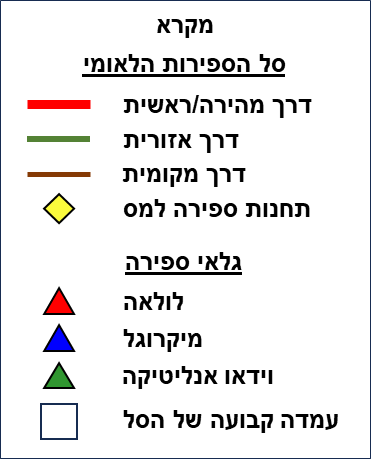 מקרא
סל הספירות הלאומי
דרך מהירה/ראשית
דרך אזורית
דרך מקומית
תחנות ספירה למס
גלאי ספירה
לולאה
מיקרוגל
וידאו אנליטיקה
עמדה קבועה של הסל